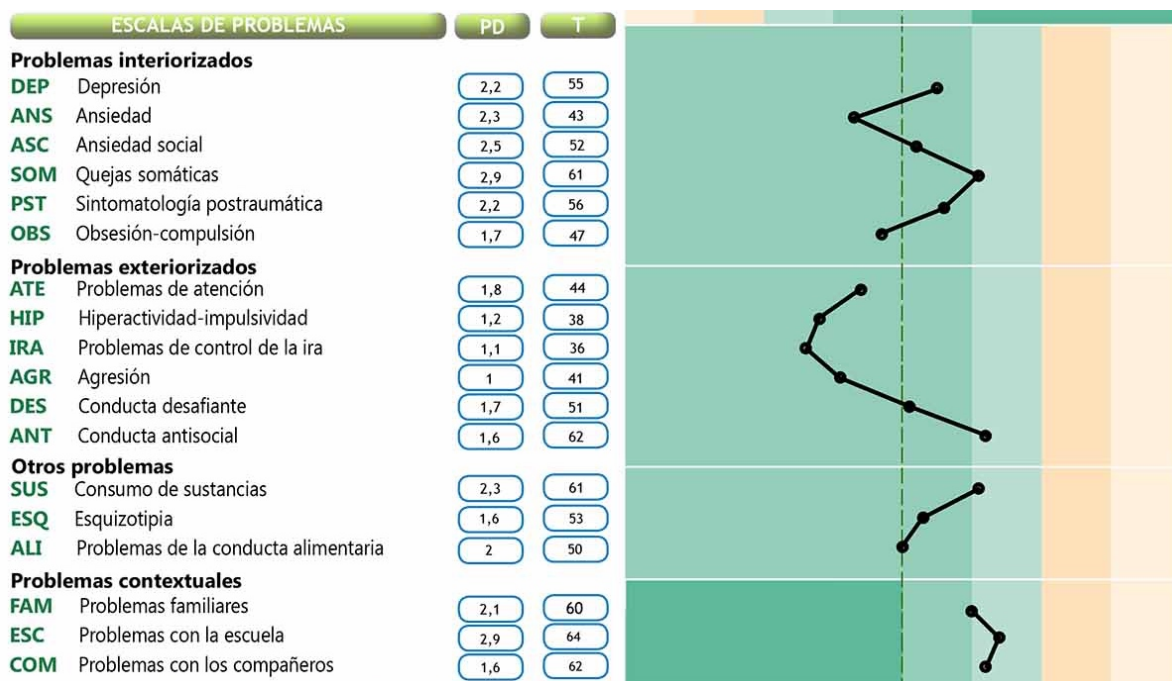 ESCALAS DE PROBLEMAS PD T
Problemas interiorizados
DEP Depresión 2,2 55
ANS Ansiedad 2,3 43
ASC Ansiedad social 2,5 52
SOM Quejas somáticas 2,9 61
PST Sintomatología postraumática 2,2 56
OBS Obsesión-compulsión 1,7 47
Problemas exteriorizados
ATE Problemas de atención 1,8 44
HIP Hiperactividad-impulsividad 1,2 38
IRA Problemas de control de la ira 1,1 36
AGR Agresión 1 41
DES Conducta desafiante 1,7 51
ANT Conducta antisocial 1,6 62
Otros problemas
SUS Consumo de sustancias 2,3 61
ESQ Esquizotipia 1,6 53
ALI Problemas de la conducta alimentaria 2 50
Problemas contextuales
FAM Problemas familiares 2,1 60
ESC Problemas con la escuela 2,9 64
COM Problemas con los compañeros 1,6 62